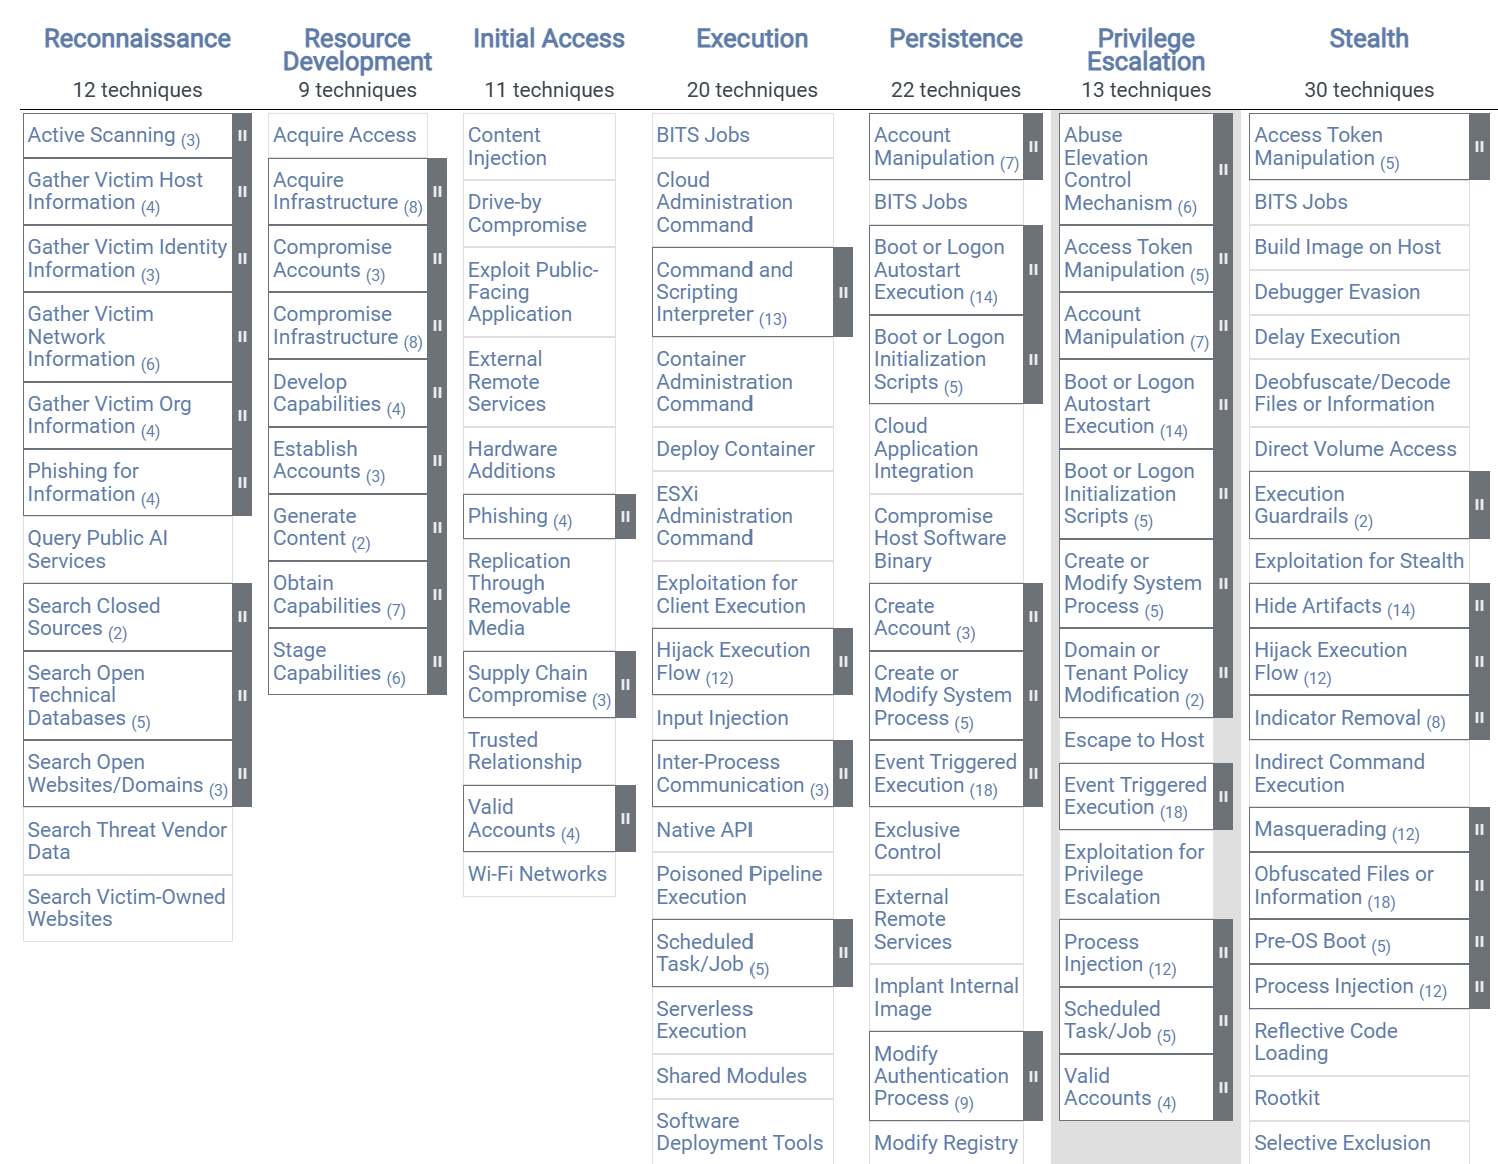 Reconnaissance
12 techniques
Active Scanning (3)
Gather Victim Host
Information (4)
Gather Victim Identity
Information (3)
Gather Victim
Network
Information (6)
Gather Victim Org
Information (4)
Phishing for
Information (4)
Query Public AI
Services
Search Closed
Sources (2)
Search Open
Technical
Databases (5)
Search Open
Websites/Domains (3)
Search Threat Vendor
Data
Search Victim-Owned
Websites
Resource
Development
9 techniques
Acquire Access
Acquire
Infrastructure (8)
Compromise
Accounts (3)
Compromise
Infrastructure (8)
Develop
Capabilities (4)
Establish
Accounts (3)
Generate
Content (2)
Obtain
Capabilities (7)
Stage
Capabilities (6)
Initial Access
11 techniques
Content
Injection
Drive-by
Compromise
Exploit Public-
Facing
Application
External
Remote
Services
Hardware
Additions
Phishing (4)
Replication
Through
Removable
Media
Supply Chain
Compromise (3)
Trusted
Relationship
Valid
Accounts (4)
Wi-Fi Networks
Execution
20 techniques
BITS Jobs
Cloud
Administration
Command
Command and
Scripting
Interpreter (13)
Container
Administration
Command
Deploy Container
ESXi
Administration
Command
Exploitation for
Client Execution
Hijack Execution
Flow (12)
Input Injection
Inter-Process
Communication (3)
Native API
Poisoned Pipeline
Execution
Scheduled
Task/Job (5)
Serverless
Execution
Shared Modules
Software
Deployment Tools
Persistence
22 techniques
Account
Manipulation (7)
BITS Jobs
Boot or Logon
Autostart
Execution (14)
Boot or Logon
Initialization
Scripts (5)
Cloud
Application
Integration
Compromise
Host Software
Binary
Create
Account (3)
Create or
Modify System
Process (5)
Event Triggered
Execution (18)
Exclusive
Control
External
Remote
Services
Implant Internal
Image
Modify
Authentication
Process (9)
Modify Registry
Privilege
Escalation
13 techniques
Abuse
Elevation
Control
Mechanism (6)
Access Token
Manipulation (5)
Account
Manipulation (7)
Boot or Logon
Autostart
Execution (14)
Boot or Logon
Initialization
Scripts (5)
Create or
Modify System
Process (5)
Domain or
Tenant Policy
Modification (2)
Escape to Host
Event Triggered
Execution (18)
Exploitation for
Privilege
Escalation
Process
Injection (12)
Scheduled
Task/Job (5)
Valid
Accounts (4)
Stealth
30 techniques
Access Token
Manipulation (5)
BITS Jobs
Build Image on Host
Debugger Evasion
Delay Execution
Deobfuscate/Decode
Files or Information
Direct Volume Access
Execution
Guardrails (2)
Exploitation for Stealth
Hide Artifacts (14)
Hijack Execution
Flow (12)
Indicator Removal (8)
Indirect Command
Execution
Masquerading (12)
Obfuscated Files or
Information (18)
Pre-OS Boot (5)
Process Injection (12)
Reflective Code
Loading
Rootkit
Selective Exclusion